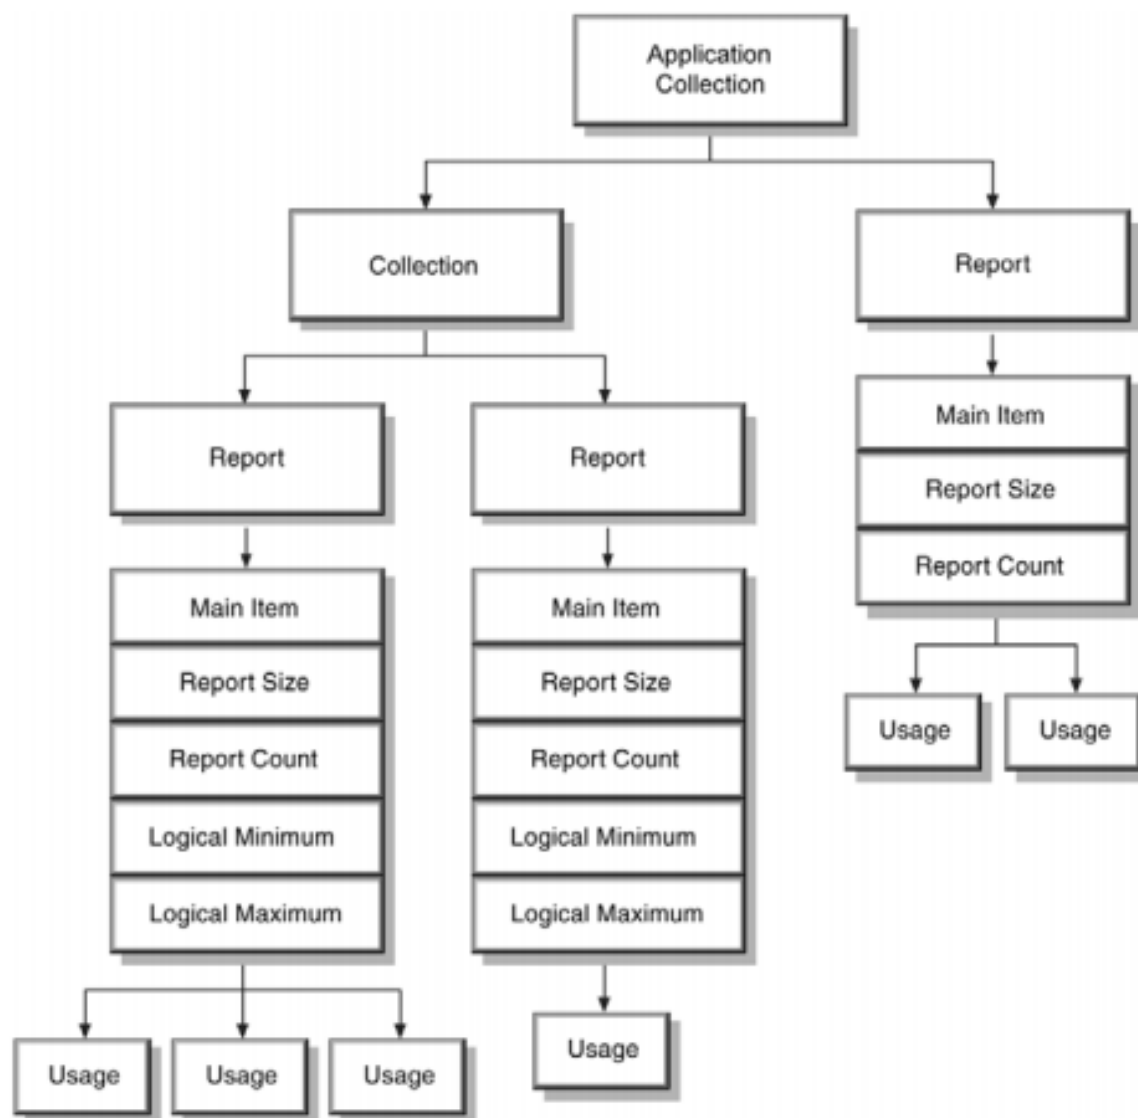 Application
Collection
Collection
Report
Report
Report
Main Item
Report Size
Report Count
Main Item
Report Size
Report Count
Logical Minimum
Logical Maximum
Main Item
Report Size
Report Count
Logical Minimum
Logical Maximum
Usage
Usage
Usage
Usage
Usage
Usage